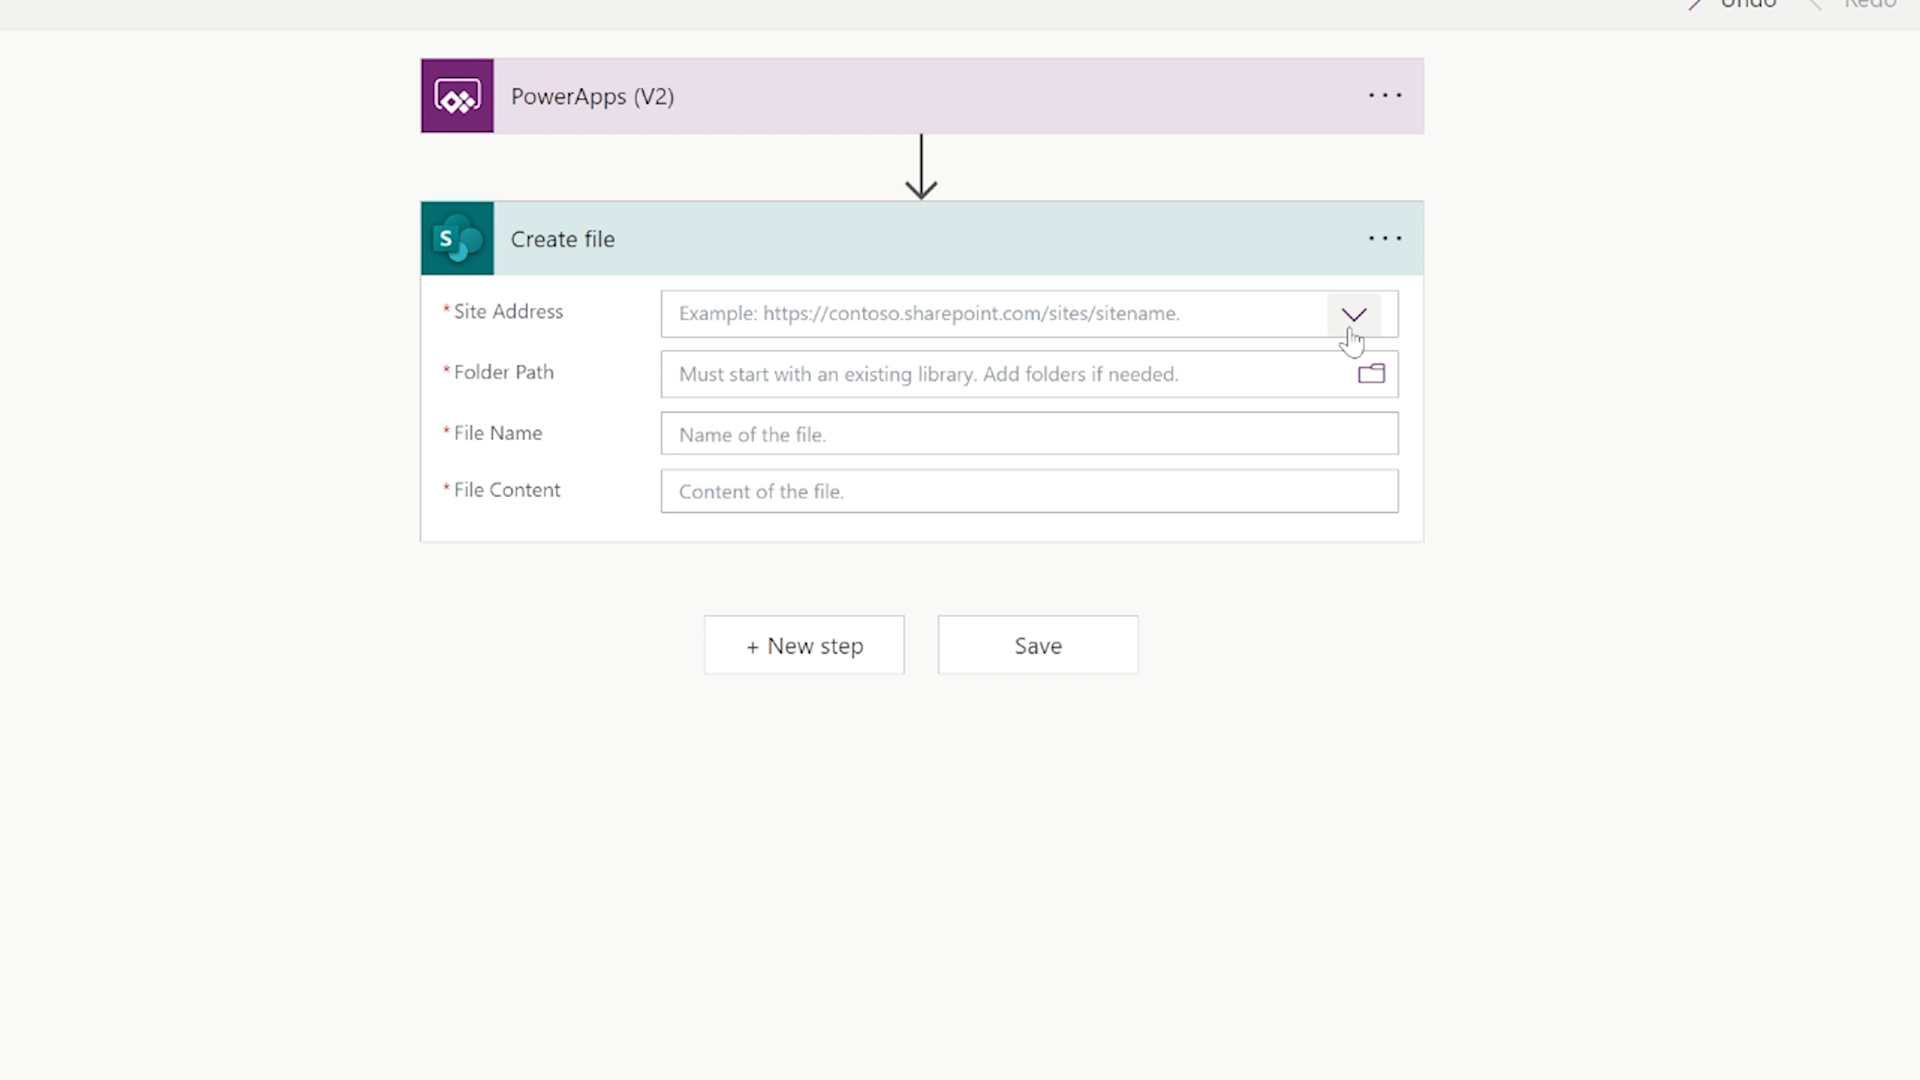 Undo
Redo
PowerApps (V2)
S
Create file
* Site Address
Example: https://contoso.sharepoint.com/sites/sitename.
* Folder Path
Must start with an existing library. Add folders if needed.
* File Name
Name of the file.
* File Content
Content of the file.
+ New step
Save